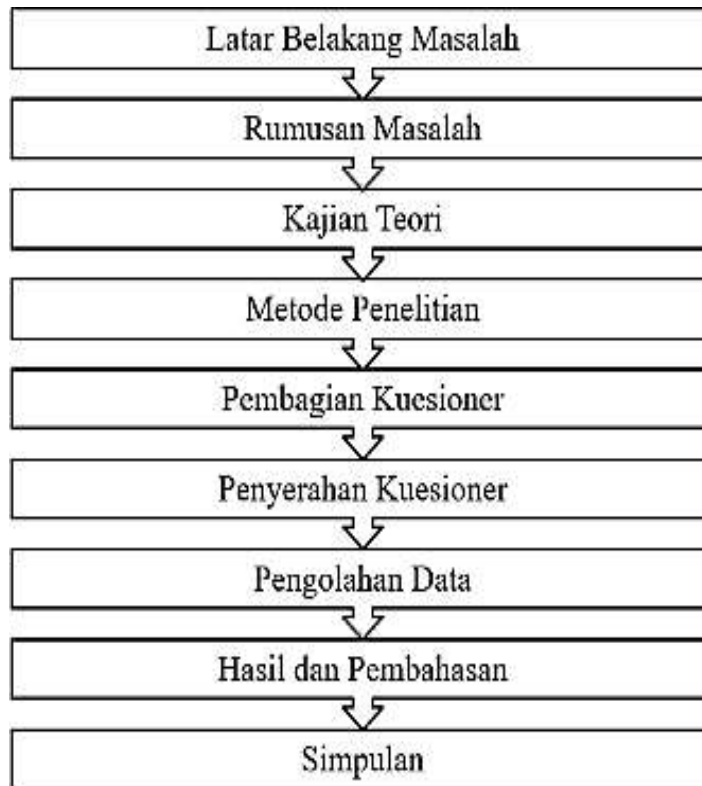 Latar Belakang Masalah
Rumusan Masalah
Kajian Teori
Metode Penelitian
Pembagian Kuesioner
Penyerahan Kuesioner
Pengolahan Data
Hasil dan Pembahasan
Simpulan